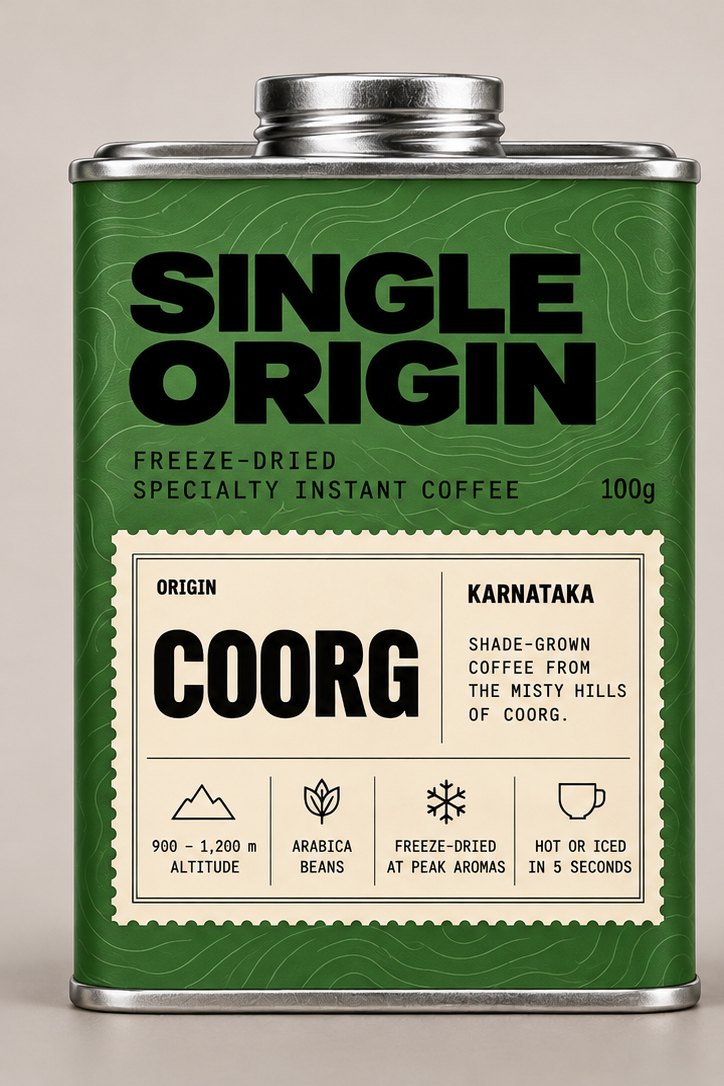 SINGLE
ORIGIN
FREEZE-DRIED
SPECIALTY INSTANT COFFEE
100g
ORIGIN
COORG
KARNATAKA
SHADE-GROWN
COFFEE FROM
THE MISTY HILLS
OF COORG.
900 – 1,200 m
ALTITUDE
ARABICA
BEANS
FREEZE-DRIED
AT PEAK AROMAS
HOT OR ICED
IN 5 SECONDS